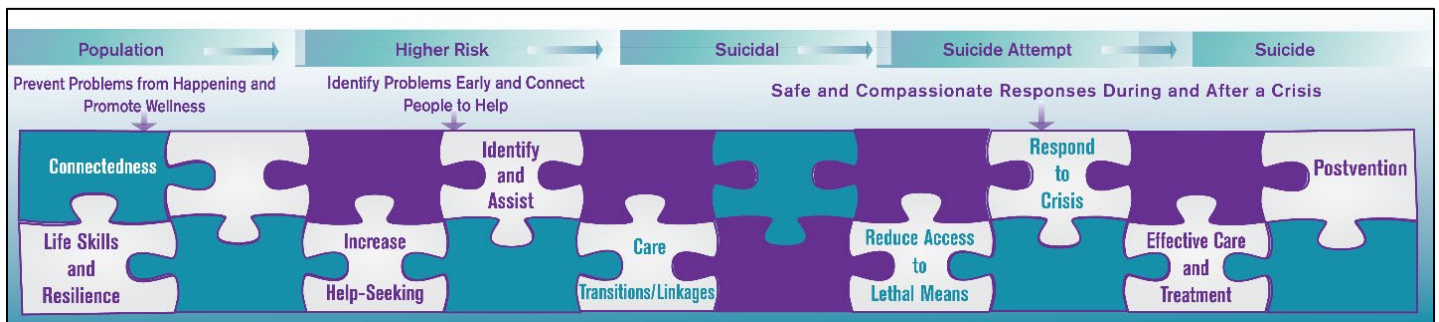 Population
Higher Risk
Suicidal
Suicide Attempt
Suicide
Prevent Problems from Happening and
Promote Wellness
Identify Problems Early and Connect
People to Help
Safe and Compassionate Responses During and After a Crisis
Connectedness
Identify
and
Assist
Respond
to
Crisis
Postvention
Life Skills
and
Resilience
Increase
Help-Seeking
Care
Transitions/Linkages
Reduce Access
to
Lethal Means
Effective Care
and
Treatment